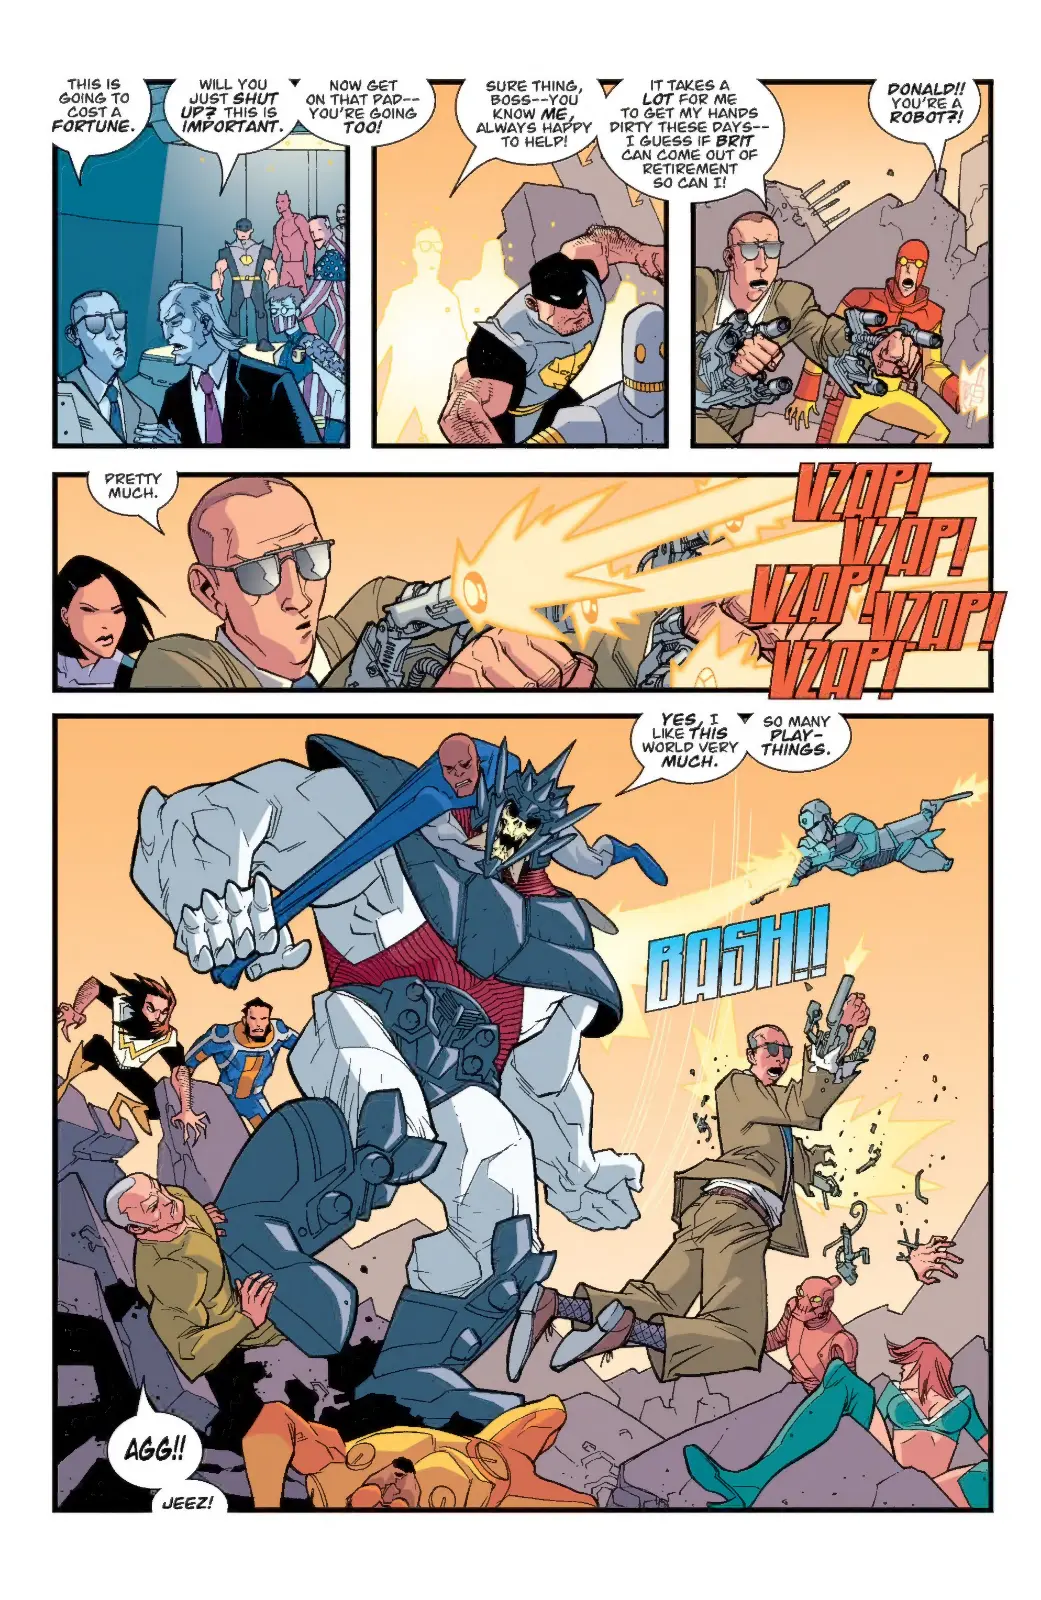 THIS IS
GOING TO
COST A
FORTUNE.
WILL YOU
JUST SHUT
UP? THIS IS
IMPORTANT.
NOW GET
ON THAT PAD--
YOU'RE GOING
TOO!
SURE THING,
BOSS--YOU
KNOW ME,
ALWAYS HAPPY
TO HELP!
IT TAKES A
LOT FOR ME
TO GET MY HANDS
DIRTY THESE DAYS--
I GUESS IF BRIT
CAN COME OUT OF
RETIREMENT
SO CAN I!
DONALD!!
YOU'RE A
ROBOT?!
PRETTY
MUCH.
VZAP!
VZAP!
VZAP!
VZAP!
VZAP!
YES, I
LIKE THIS
WORLD VERY
MUCH.
SO MANY
PLAY-
THINGS.
BASH!!
AGG!!
JEEZ!